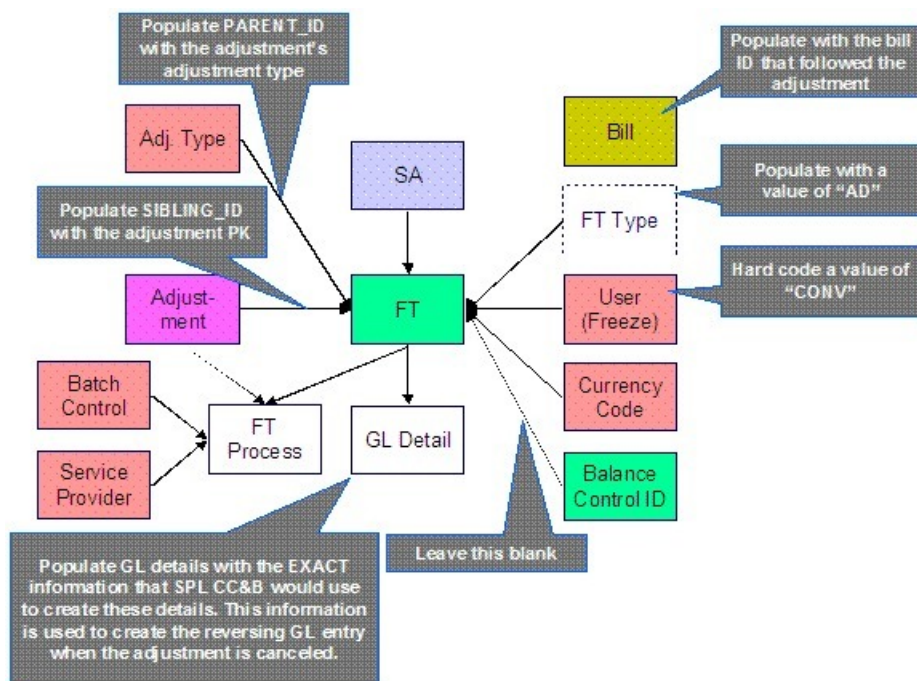 Populate PARENT_ID
with the adjustment's
adjustment type
Populate with the bill
ID that followed the
adjustment
Adj. Type
SA
Bill
Populate with a
value of “AD”
Populate SIBLING_ID
with the adjustment PK
FT Type
Hard code a value of
“CONV”
Adjust-
ment
FT
User
(Freeze)
Batch
Control
FT
Process
GL Detail
Currency
Code
Service
Provider
Balance
Control ID
Leave this blank
Populate GL details with the EXACT
information that SPL CC&B would use
to create these details. This information
is used to create the reversing GL entry
when the adjustment is canceled.